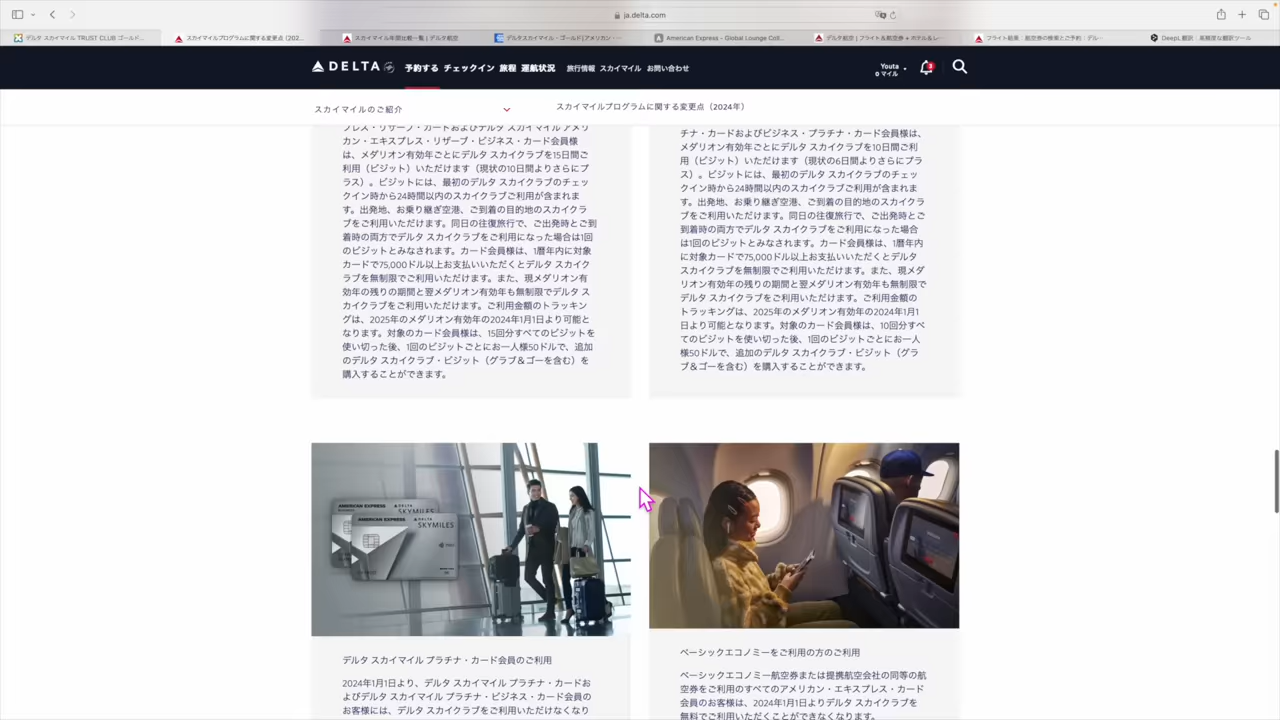 ja.delta.com
デルタ スカイマイル TRUST CLUB ゴールド...
スカイマイルプログラムに関する変更点（202...
スカイマイル年間比較一覧 | デルタ航空
デルタスカイマイル・ゴールド(アメリカン・...
American Express - Global Lounge Coll...
デルタ航空 | フライト＆航空券 + ホテル＆レ...
フライト結果：航空券の検索とご予約：デル...
DeepL翻訳：高精度な翻訳ツール
DELTA
予約する チェックイン 旅程 運航状況 旅行情報 スカイマイル お問い合わせ
Youta
0 マイル
3
スカイマイルのご紹介
スカイマイルプログラムに関する変更点（2024年）
プレス・リザーブ・カードおよびデルタ スカイマイル アメリ
カン・エキスプレス・リザーブ・ビジネス・カード会員様
は、メダリオン有効年ごとにデルタ スカイクラブを15日間ご
利用（ビジット）いただけます（現状の10日間よりさらにプ
ラス）。ビジットには、最初のデルタ スカイクラブのチェッ
クイン時から24時間以内のスカイクラブご利用が含まれま
す。出発地、お乗り継ぎ空港、ご到着の目的地のスカイクラ
ブをご利用いただけます。同日の往復旅行で、ご出発時とご到
着時の両方でデルタ スカイクラブをご利用になった場合は1回
のビジットとみなされます。カード会員様は、1暦年内に対象
カードで75,000ドル以上お支払いいただくとデルタ スカイク
ラブを無制限でご利用いただけます。また、現メダリオン有
効年の残りの期間と翌メダリオン有効年も無制限でデルタ ス
カイクラブをご利用いただけます。ご利用金額のトラッキン
グは、2025年のメダリオン有効年の2024年1月1日より可能と
なります。対象のカード会員様は、15回分すべてのビジットを
使い切った後、1回のビジットごとにお一人様50ドルで、追加
のデルタ スカイクラブ・ビジット（グラブ＆ゴーを含む）を
購入することができます。
チナ・カードおよびビジネス・プラチナ・カード会員様は、
メダリオン有効年ごとにデルタ スカイクラブを10日間ご利
用（ビジット）いただけます（現状の6日間よりさらにプラ
ス）。ビジットには、最初のデルタ スカイクラブのチェック
イン時から24時間以内のスカイクラブご利用が含まれま
す。出発地、お乗り継ぎ空港、ご到着の目的地のスカイクラ
ブをご利用いただけます。同日の往復旅行で、ご出発時とご
到着時の両方でデルタ スカイクラブをご利用になった場合
は1回のビジットとみなされます。カード会員様は、1暦年内
に対象カードで75,000ドル以上お支払いいただくとデルタ
スカイクラブを無制限でご利用いただけます。また、現メダ
リオン有効年の残りの期間と翌メダリオン有効年も無制限で
デルタ スカイクラブをご利用いただけます。ご利用金額の
トラッキングは、2025年のメダリオン有効年の2024年1月1
日より可能となります。対象のカード会員様は、10回分すべ
てのビジットを使い切った後、1回のビジットごとにお一人
様50ドルで、追加のデルタ スカイクラブ・ビジット（グラ
ブ＆ゴーを含む）を購入することができます。
AMERICAN EXPRESS DELTA
AMERICAN EXPRESS DELTA
SKYMILES
デルタ スカイマイル プラチナ・カード会員のご利用
2024年1月1日より、デルタ スカイマイル プラチナ・カードお
よびデルタ スカイマイル プラチナ・ビジネス・カード会員の
お客様には、デルタ スカイクラブをご利用いただけなくなり
ベーシックエコノミーをご利用の方のご利用
ベーシックエコノミー航空券または提携航空会社の同等の航
空券をご利用のすべてのアメリカン・エキスプレス・カード
会員のお客様は、2024年1月1日よりデルタ スカイクラブを
無料でご利用いただくことができなくなります。